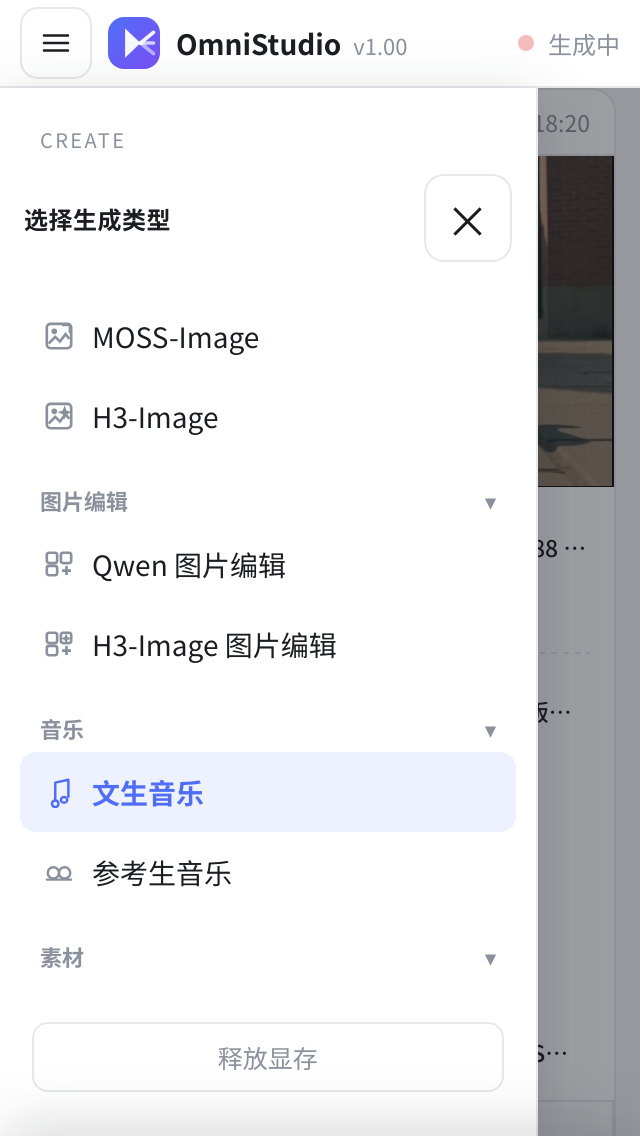 OmniStudio v1.00 生成中
CREATE
18:20
选择生成类型
MOSS-Image
H3-Image
图片编辑
Qwen 图片编辑
H3-Image 图片编辑
音乐
文生音乐
参考生音乐
素材
释放显存